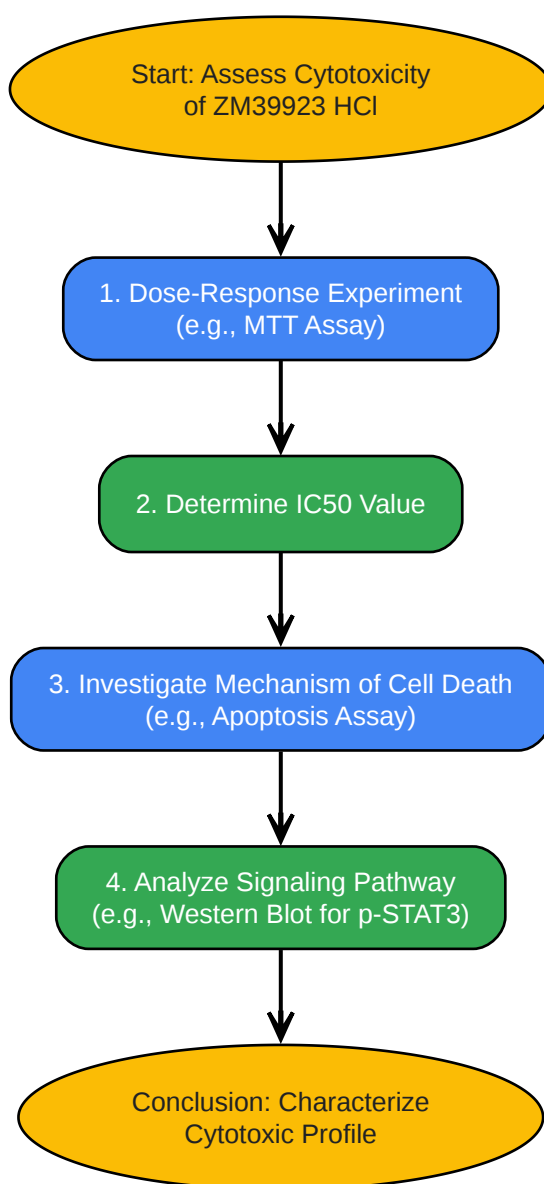 Start: Assess Cytotoxicity
of ZM39923 HCl
1. Dose-Response Experiment
(e.g., MTT Assay)
2. Determine IC50 Value
3. Investigate Mechanism of Cell Death
(e.g., Apoptosis Assay)
4. Analyze Signaling Pathway
(e.g., Western Blot for p-STAT3)
Conclusion: Characterize
Cytotoxic Profile